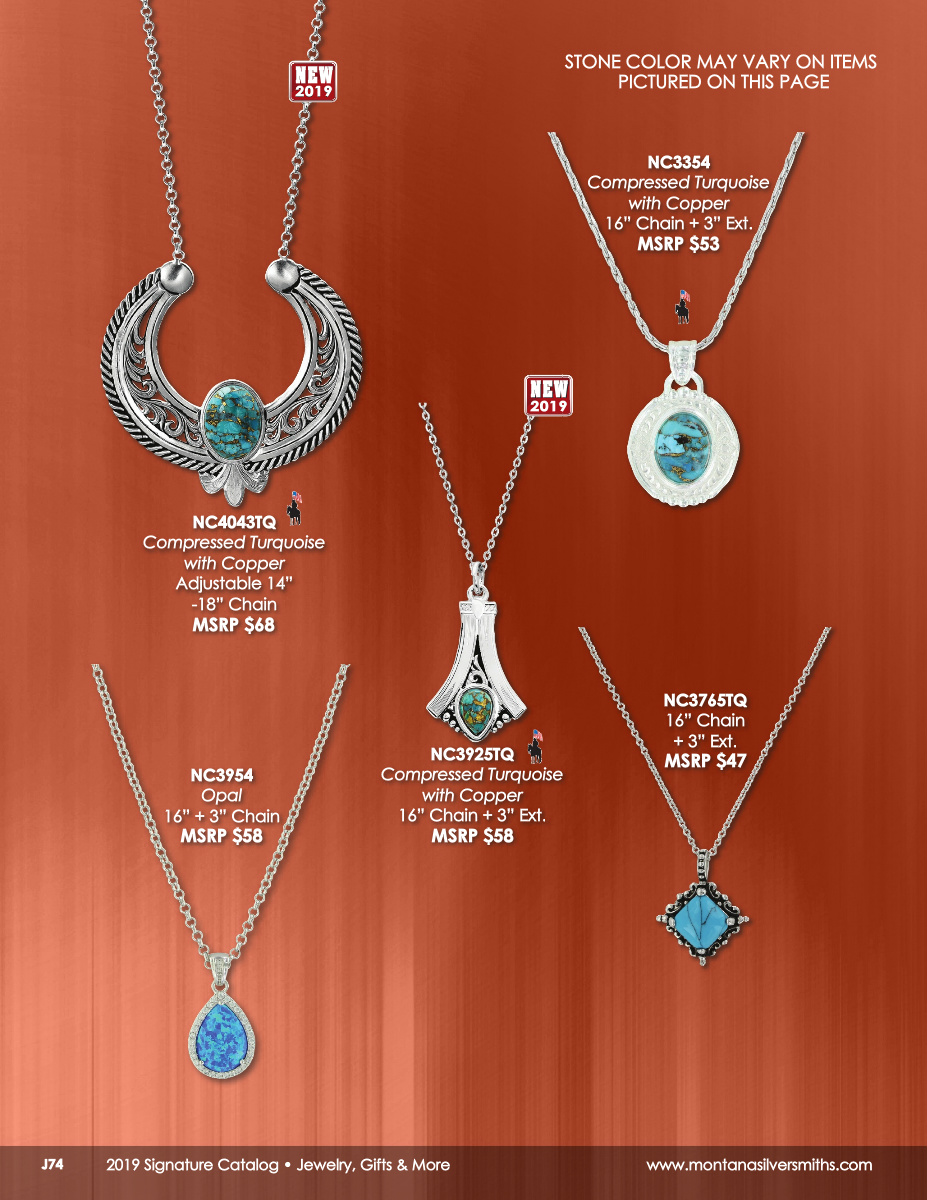 NEW
2019
STONE COLOR MAY VARY ON ITEMS
PICTURED ON THIS PAGE
NC3354
Compressed Turquoise
with Copper
16” Chain + 3” Ext.
MSRP $53
NEW
2019
NC4043TQ
Compressed Turquoise
with Copper
Adjustable 14”
-18” Chain
MSRP $68
NC3925TQ
Compressed Turquoise
with Copper
16” Chain + 3” Ext.
MSRP $58
NC3765TQ
16” Chain
+ 3” Ext.
MSRP $47
NC3954
Opal
16” + 3” Chain
MSRP $58
J74
2019 Signature Catalog • Jewelry, Gifts & More
www.montanasilversmiths.com